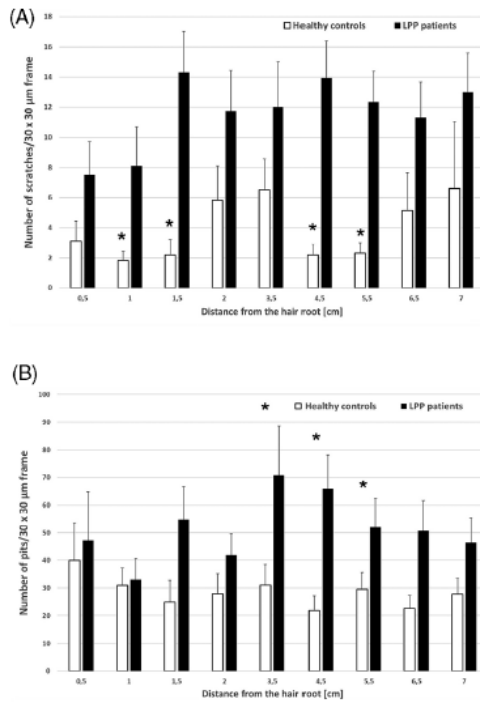 (A)
18
16
14
12
10
8
6
4
2
0
Number of scratches/30 x 30 µm frame
Healthy controls LPP patients
* * * *
0,5 1 1,5 2 3,5 4,5 5,5 6,5 7
Distance from the hair root [cm]
(B)
100
90
80
70
60
50
40
30
20
10
0
Number of pits/30 x 30 µm frame
Healthy controls LPP patients
* * *
0,5 1 1,5 2 3,5 4,5 5,5 6,5 7
Distance from the hair root [cm]